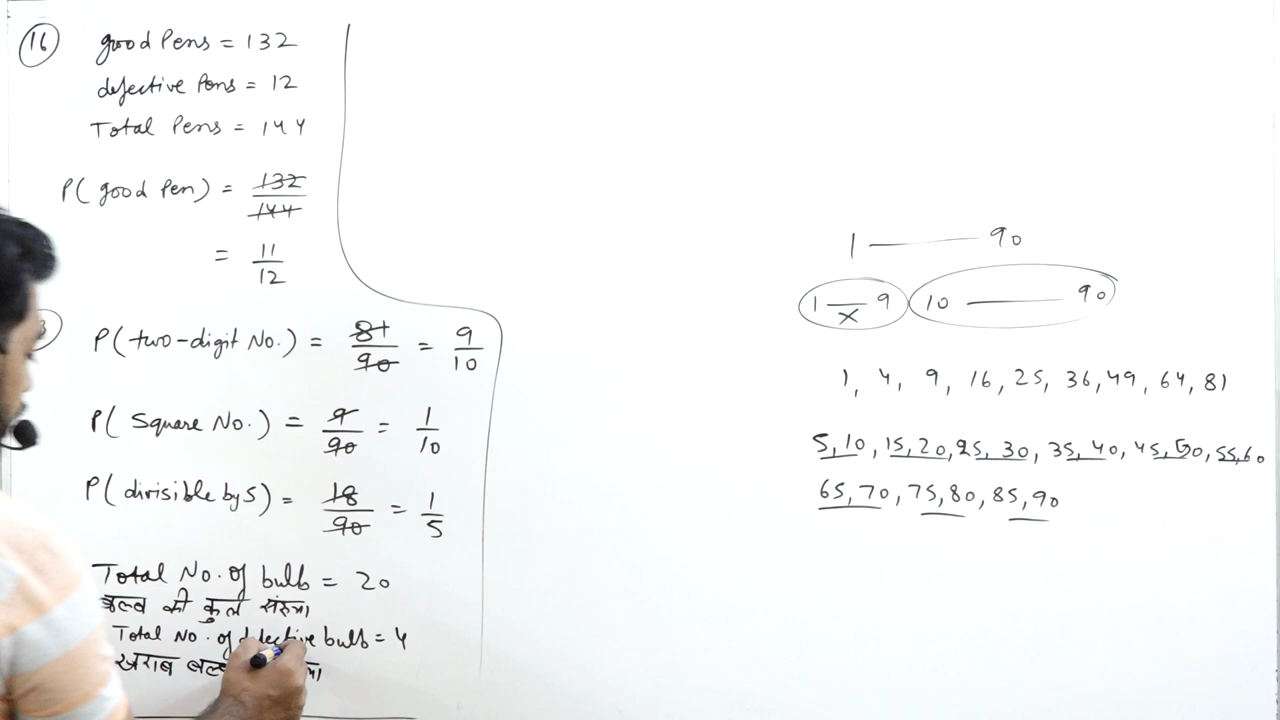 16 good Pens = 132
defective Pens = 12
Total Pens = 144
P( good Pen) = 132/144
= 11/12
P( two-digit No.) = 81/90 = 9/10
P( Square No.) = 9/90 = 1/10
P( divisible by 5) = 18/90 = 1/5
Total No. of bulb = 20
बल्ब की कुल संख्या
Total No. of defective bulb = 4
खराब
1 — 90
1 — 9 10 — 90
x
1, 4, 9, 16, 25, 36, 49, 64, 81
5, 10, 15, 20, 25, 30, 35, 40, 45, 50, 55, 60
65, 70, 75, 80, 85, 90